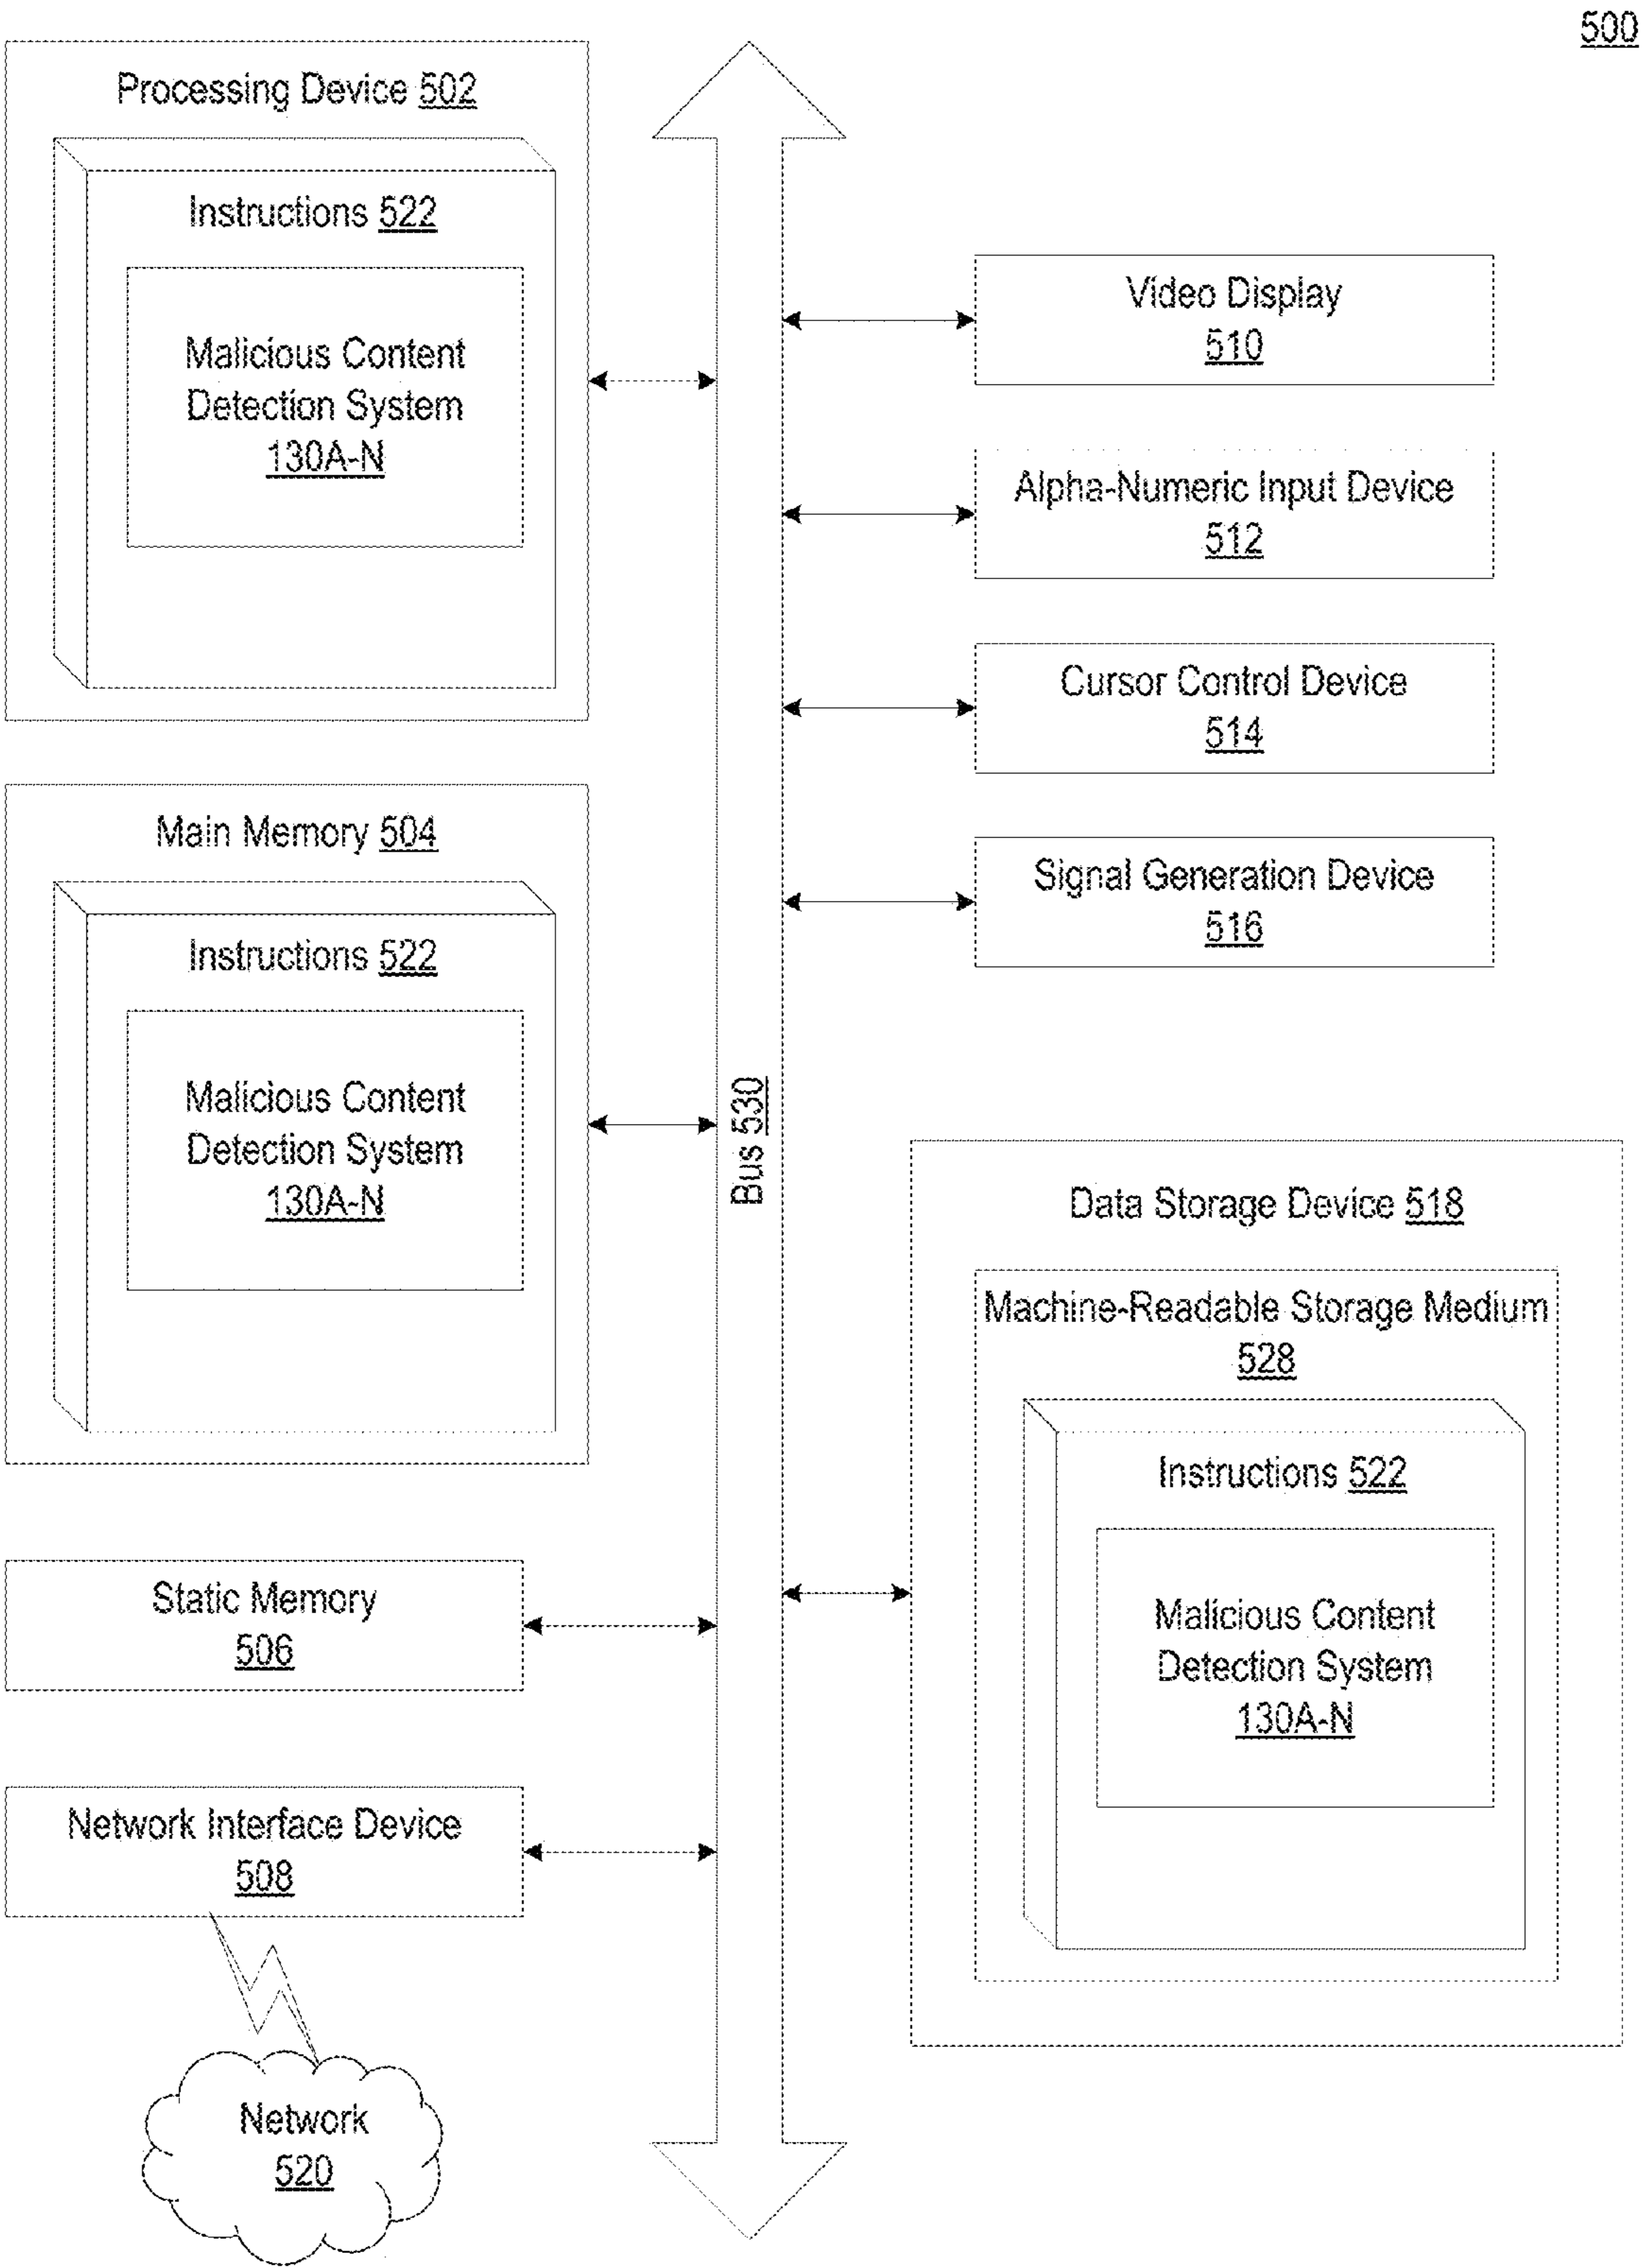 500
Processing Device 502
Instructions 522
Malicious Content
Detection System
130A-N
Main Memory 504
Instructions 522
Malicious Content
Detection System
130A-N
Static Memory
506
Network Interface Device
508
Network
520
Bus 530
Video Display
510
Alpha-Numeric Input Device
512
Cursor Control Device
514
Signal Generation Device
516
Data Storage Device 518
Machine-Readable Storage Medium
528
Instructions 522
Malicious Content
Detection System
130A-N